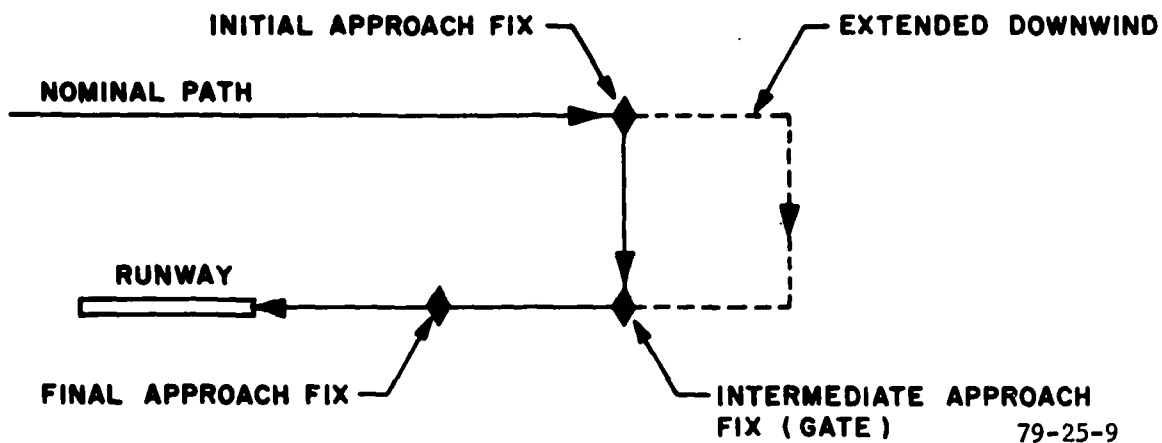 INITIAL APPROACH FIX
EXTENDED DOWNWIND
NOMINAL PATH
RUNWAY
FINAL APPROACH FIX
INTERMEDIATE APPROACH
FIX (GATE)
79-25-9